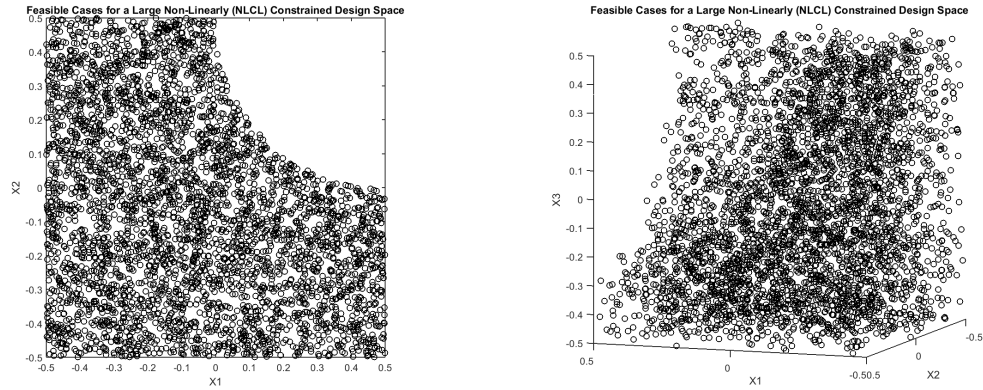 Feasible Cases for a Large Non-Linearly (NLCL) Constrained Design Space
0.5
0.4
0.3
0.2
0.1
0
-0.1
-0.2
-0.3
-0.4
-0.5
X2
-0.5 -0.4 -0.3 -0.2 -0.1 0 0.1 0.2 0.3 0.4 0.5
X1
Feasible Cases for a Large Non-Linearly (NLCL) Constrained Design Space
0.5
0.4
0.3
0.2
0.1
0
-0.1
-0.2
-0.3
-0.4
-0.5
X3
0.5 0 -0.5
X1
0.5 0 -0.5
X2